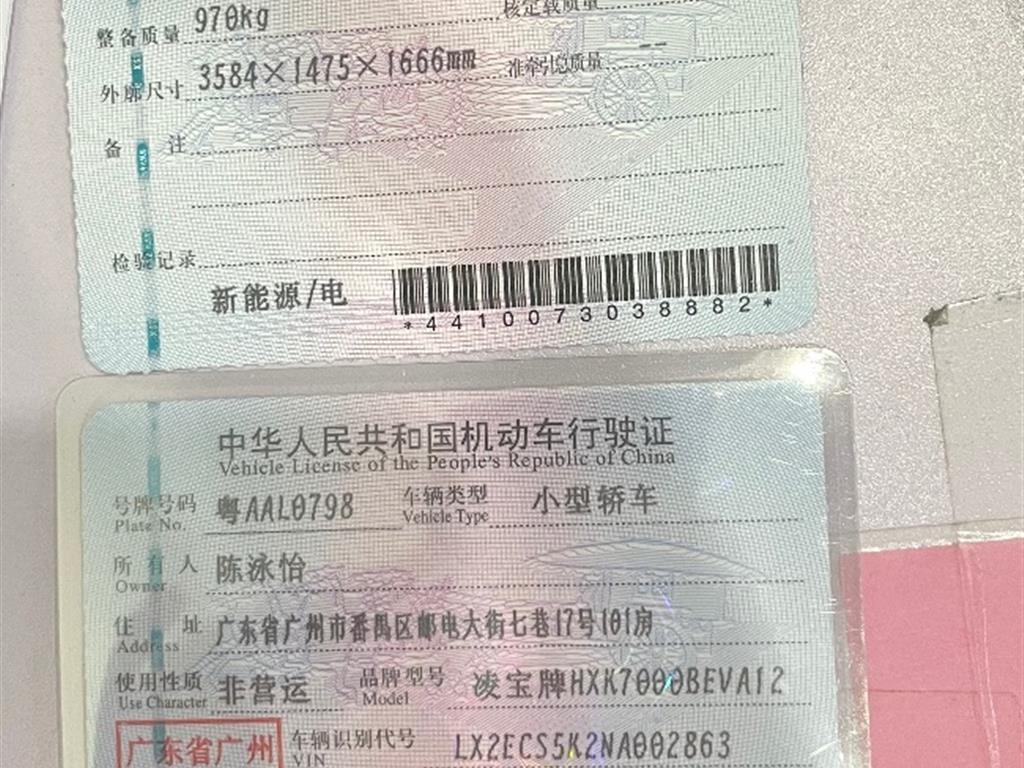 整备质量 970kg 核定载质量
外廓尺寸 3584×1475×1666mm 准牵引总质量 --
备 注
检验记录
新能源/电
*4410073038882*
中华人民共和国机动车行驶证
Vehicle License of the People's Republic of China
号牌号码 粤AAL0798 车辆类型 小型轿车
Plate No. Vehicle Type
所有人 陈泳怡
Owner
住 址 广东省广州市番禺区邮电大街七巷17号101房
Address
使用性质 非营运 品牌型号 凌宝牌HXK7000BEVA12
Use Character Model
广东省广州 车辆识别代号 LX2ECS5K2NA002863
VIN